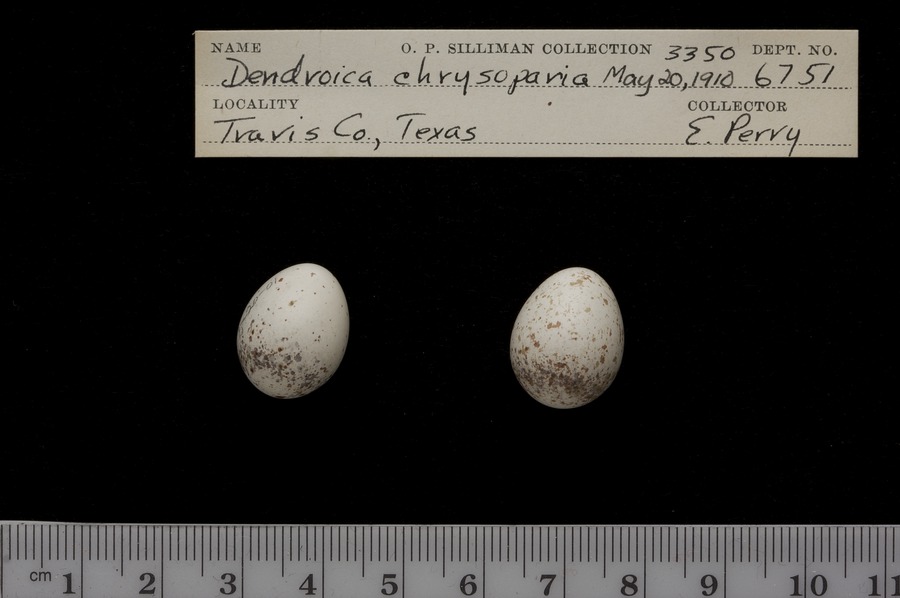 NAME O. P. SILLIMAN COLLECTION 3350 DEPT. NO.
Dendroica chrysoparia May 20, 1910 6751
LOCALITY COLLECTOR
Travis Co., Texas E. Perry
cm 1 2 3 4 5 6 7 8 9 10 11